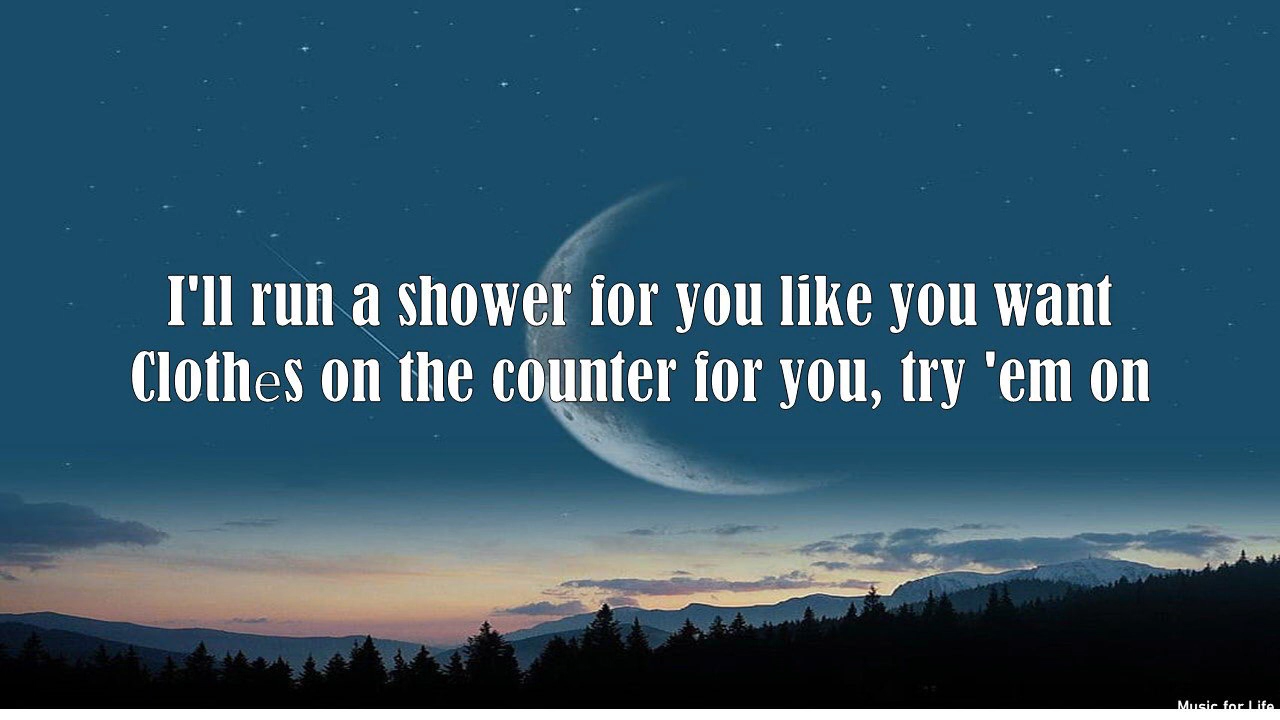 I'll run a shower for you like you want
Clothеs on the counter for you, try 'em on
Music for Life